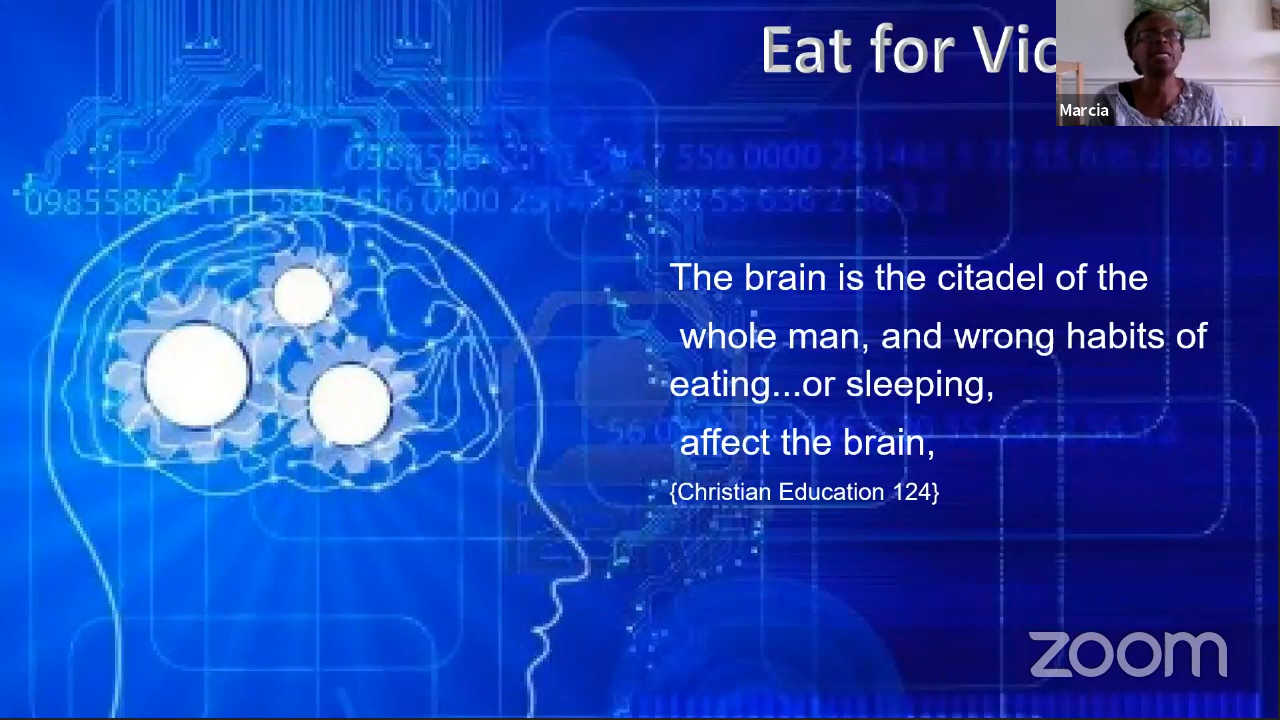 Eat for Vic
Marcia
The brain is the citadel of the
whole man, and wrong habits of
eating...or sleeping,
affect the brain,
{Christian Education 124}
zoom